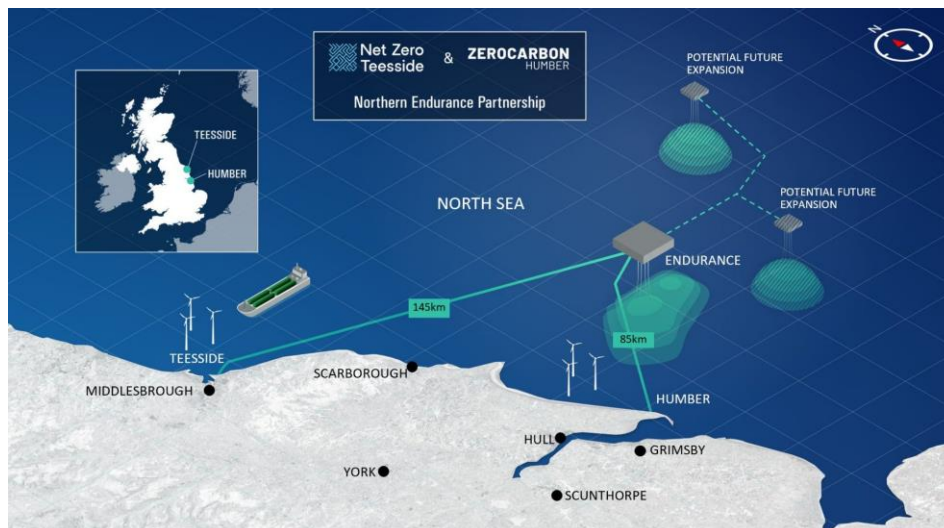 Net Zero
Teesside
&
ZEROCARBON
HUMBER
Northern Endurance Partnership
N
POTENTIAL FUTURE
EXPANSION
TEESSIDE
HUMBER
POTENTIAL FUTURE
EXPANSION
NORTH SEA
ENDURANCE
145km
85km
TEESSIDE
MIDDLESBROUGH
SCARBOROUGH
HUMBER
HULL
GRIMSBY
YORK
SCUNTHORPE